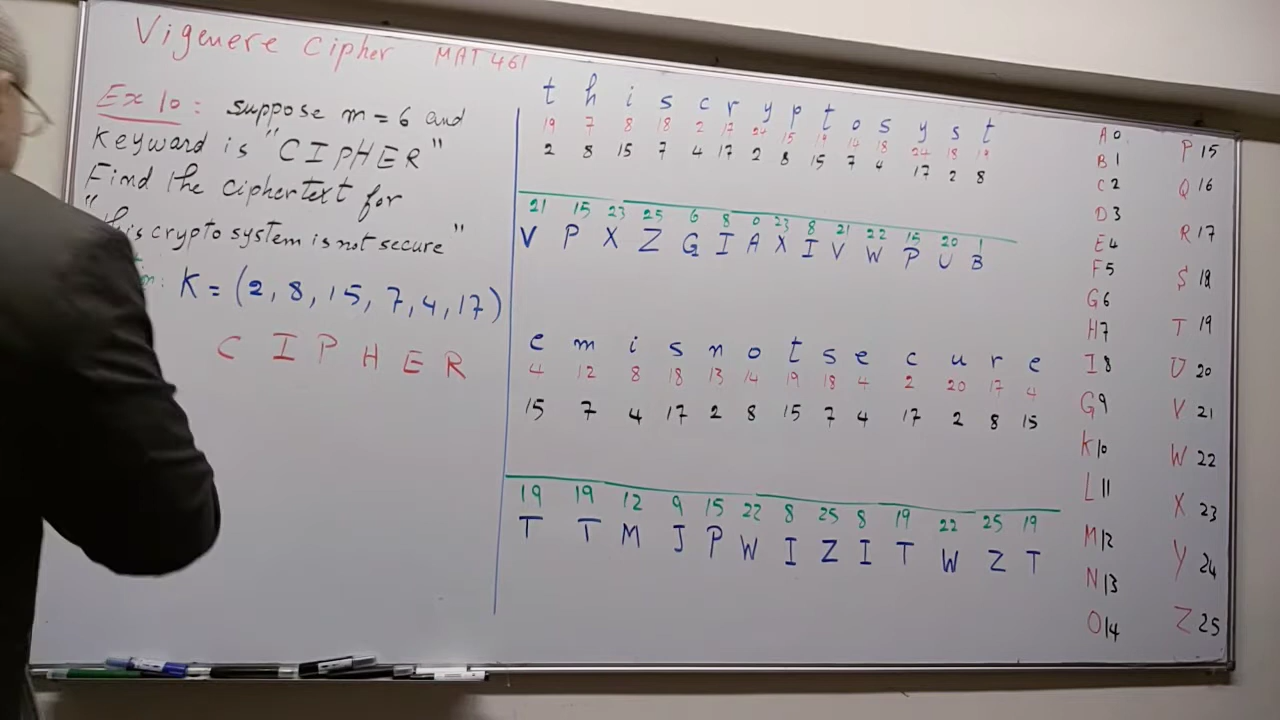 Vigenere Cipher MAT 461
Ex 10: suppose m = 6 and
Keyward is "CIPHER"
Find the ciphertext for
"this crypto system is not secure"
K = (2, 8, 15, 7, 4, 17)
C I P H E R
t h i s c r y p t o s y s t
19 7 8 18 2 17 24 15 19 14 18 24 18 19
2 8 15 7 4 17 2 8 15 7 4 17 2 8
21 15 23 25 6 8 0 23 8 21 22 15 20 1
V P X Z G I A X I V W P U B
e m i s n o t s e c u r e
4 12 8 18 13 14 19 18 4 2 20 17 4
15 7 4 17 2 8 15 7 4 17 2 8 15
19 19 12 9 15 22 8 25 8 19 22 25 19
T T M J P W I Z I T W Z T
A 0
B 1
C 2
D 3
E 4
F 5
G 6
H 7
I 8
G 9
K 10
L 11
M 12
N 13
O 14
P 15
Q 16
R 17
S 18
T 19
U 20
V 21
W 22
X 23
Y 24
Z 25